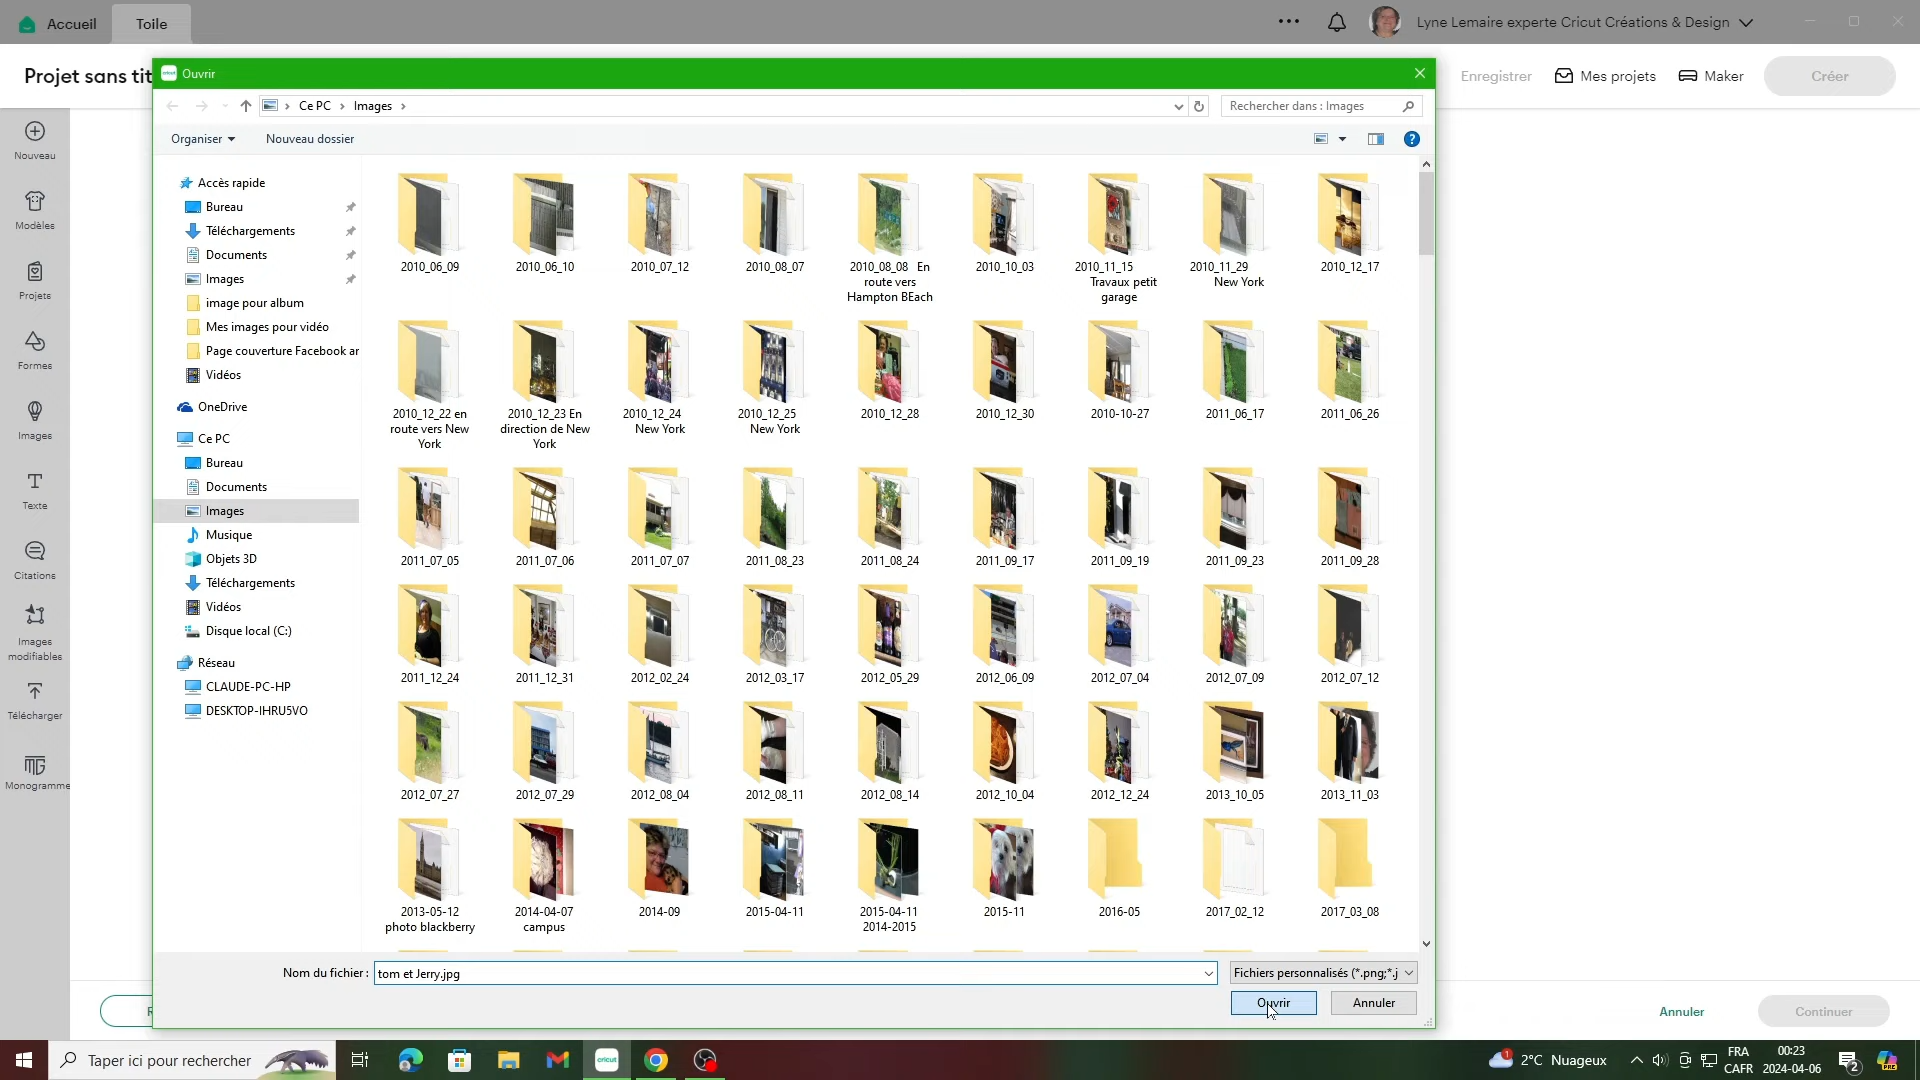 Accueil
Toile
Lyne Lemaire experte Cricut Créations & Design
Projet sans tit
Enregistrer
Mes projets
Maker
Créer
Ouvrir
Ce PC
Images
Rechercher dans : Images
Organiser
Nouveau dossier
Nouveau
Modèles
Projets
Formes
Images
Texte
Citations
Images
modifiables
Télécharger
Monogramme
Accès rapide
Bureau
Téléchargements
Documents
Images
image pour album
Mes images pour vidéo
Page couverture Facebook ar
Vidéos
OneDrive
Ce PC
Bureau
Documents
Images
Musique
Objets 3D
Téléchargements
Vidéos
Disque local (C:)
Réseau
CLAUDE-PC-HP
DESKTOP-IHRU5VO
2010_06_09
2010_06_10
2010_07_12
2010_08_07
2010_08_08 En
route vers
Hampton BEach
2010_10_03
2010_11_15
Travaux petit
garage
2010_11_29
New York
2010_12_17
2010_12_22 en
route vers New
York
2010_12_23 En
direction de New
York
2010_12_24
New York
2010_12_25
New York
2010_12_28
2010_12_30
2010-10-27
2011_06_17
2011_06_26
2011_07_05
2011_07_06
2011_07_07
2011_08_23
2011_08_24
2011_09_17
2011_09_19
2011_09_23
2011_09_28
2011_12_24
2011_12_31
2012_02_24
2012_03_17
2012_05_29
2012_06_09
2012_07_04
2012_07_09
2012_07_12
2012_07_27
2012_07_29
2012_08_04
2012_08_11
2012_08_14
2012_10_04
2012_12_24
2013_10_05
2013_11_03
2013-05-12
photo blackberry
2014-04-07
campus
2014-09
2015-04-11
2015-04-11
2014-2015
2015-11
2016-05
2017_02_12
2017_03_08
Nom du fichier :
tom et Jerry.jpg
Fichiers personnalisés (*.png;*.j
Ouvrir
Annuler
R
Annuler
Continuer
Taper ici pour rechercher
cricut
1
2°C Nuageux
FRA
CAFR
00:23
2024-04-06
2
PRE